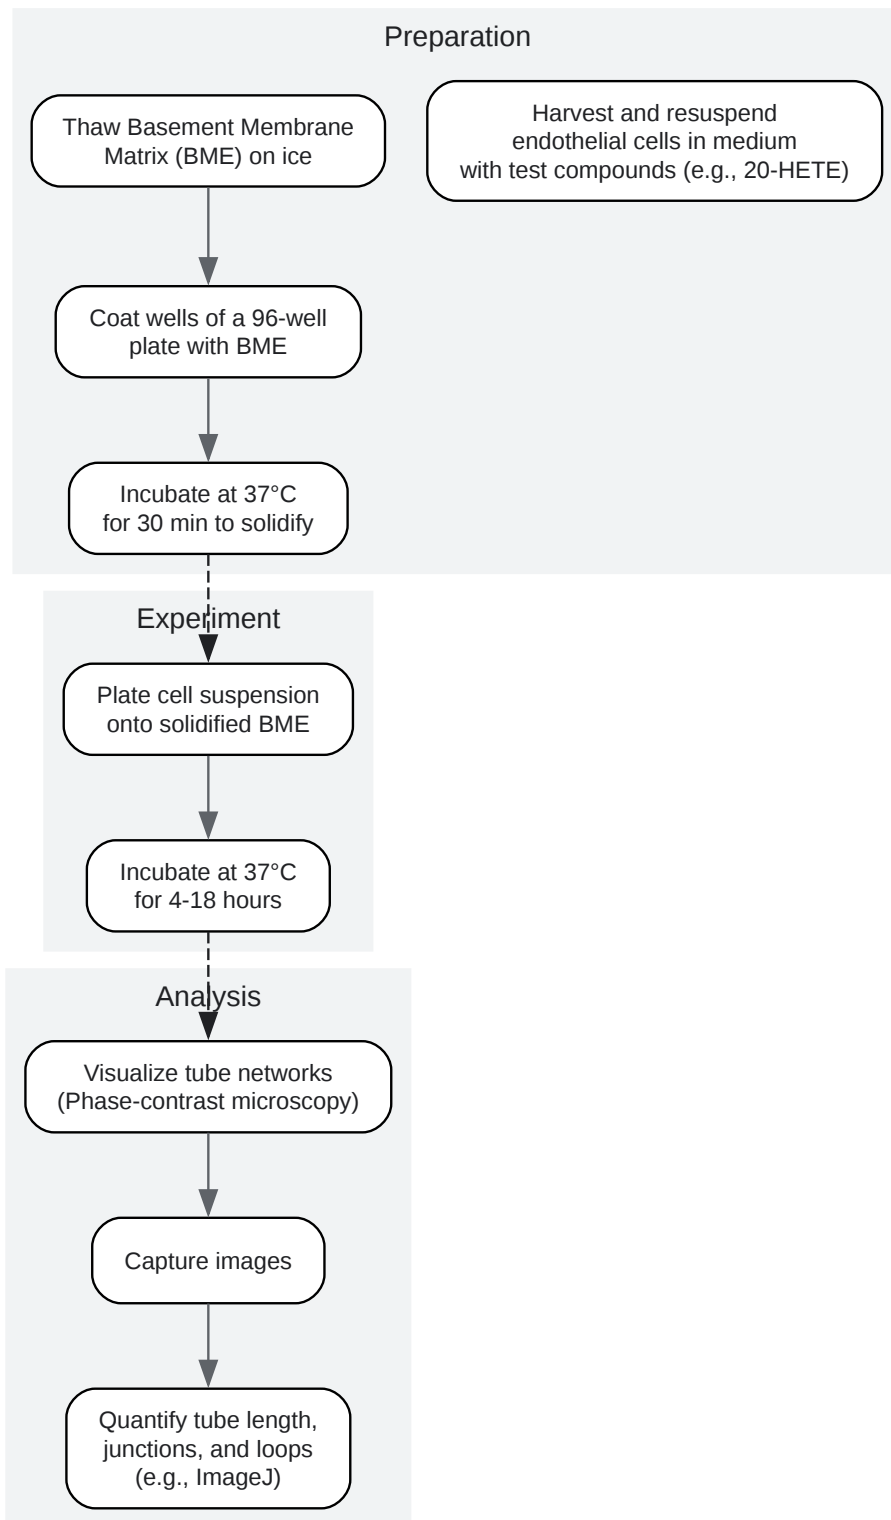 Preparation
Thaw Basement Membrane
Matrix (BME) on ice
Harvest and resuspend
endothelial cells in medium
with test compounds (e.g., 20-HETE)
Coat wells of a 96-well
plate with BME
Incubate at 37°C
for 30 min to solidify
Experiment
Plate cell suspension
onto solidified BME
Incubate at 37°C
for 4-18 hours
Analysis
Visualize tube networks
(Phase-contrast microscopy)
Capture images
Quantify tube length,
junctions, and loops
(e.g., ImageJ)